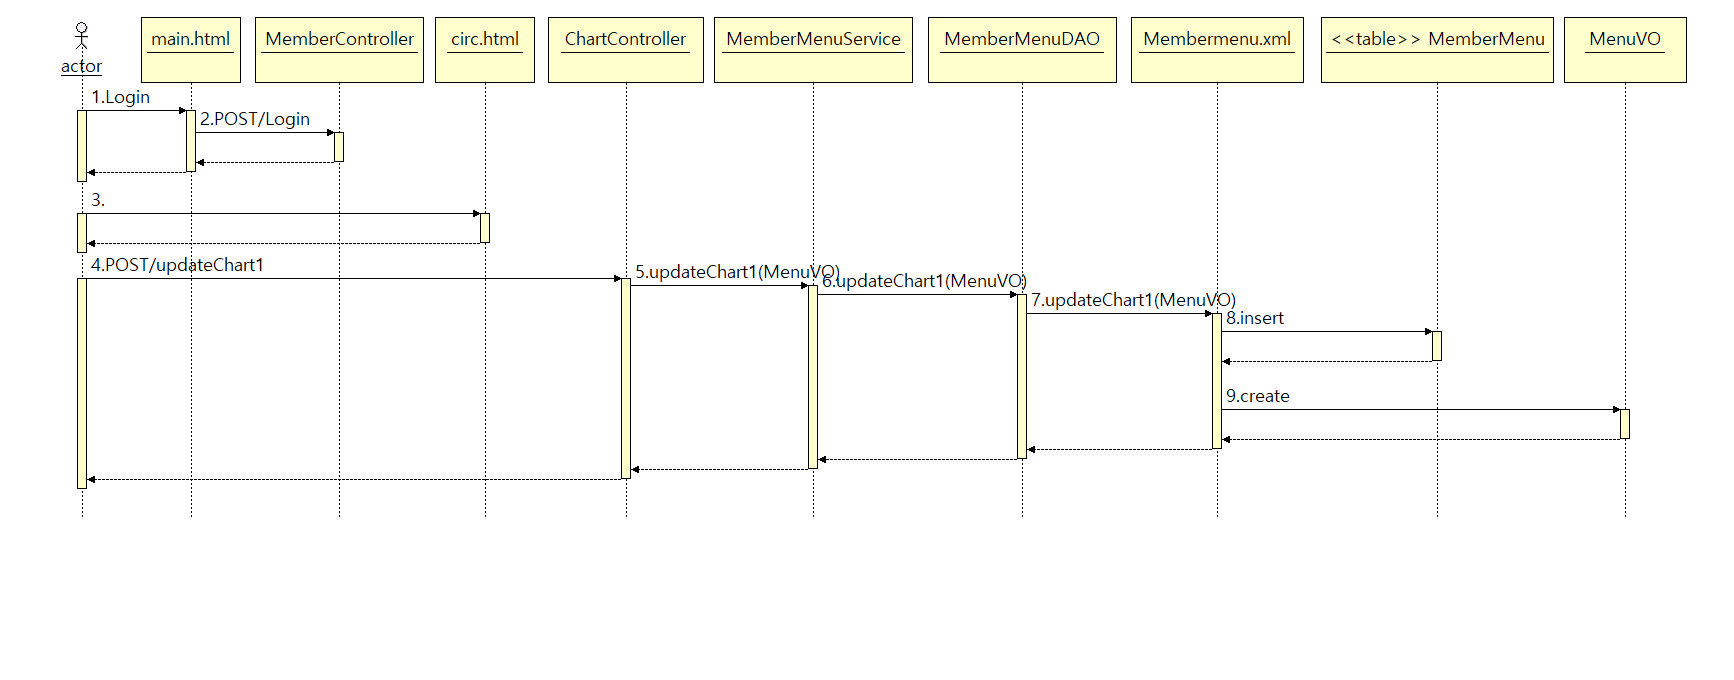 actor
main.html
MemberController
circ.html
ChartController
MemberMenuService
MemberMenuDAO
Membermenu.xml
<<table>> MemberMenu
MenuVO
1.Login
2.POST/Login
3.
4.POST/updateChart1
5.updateChart1(MenuVO)
6.updateChart1(MenuVO)
7.updateChart1(MenuVO)
8.insert
9.create